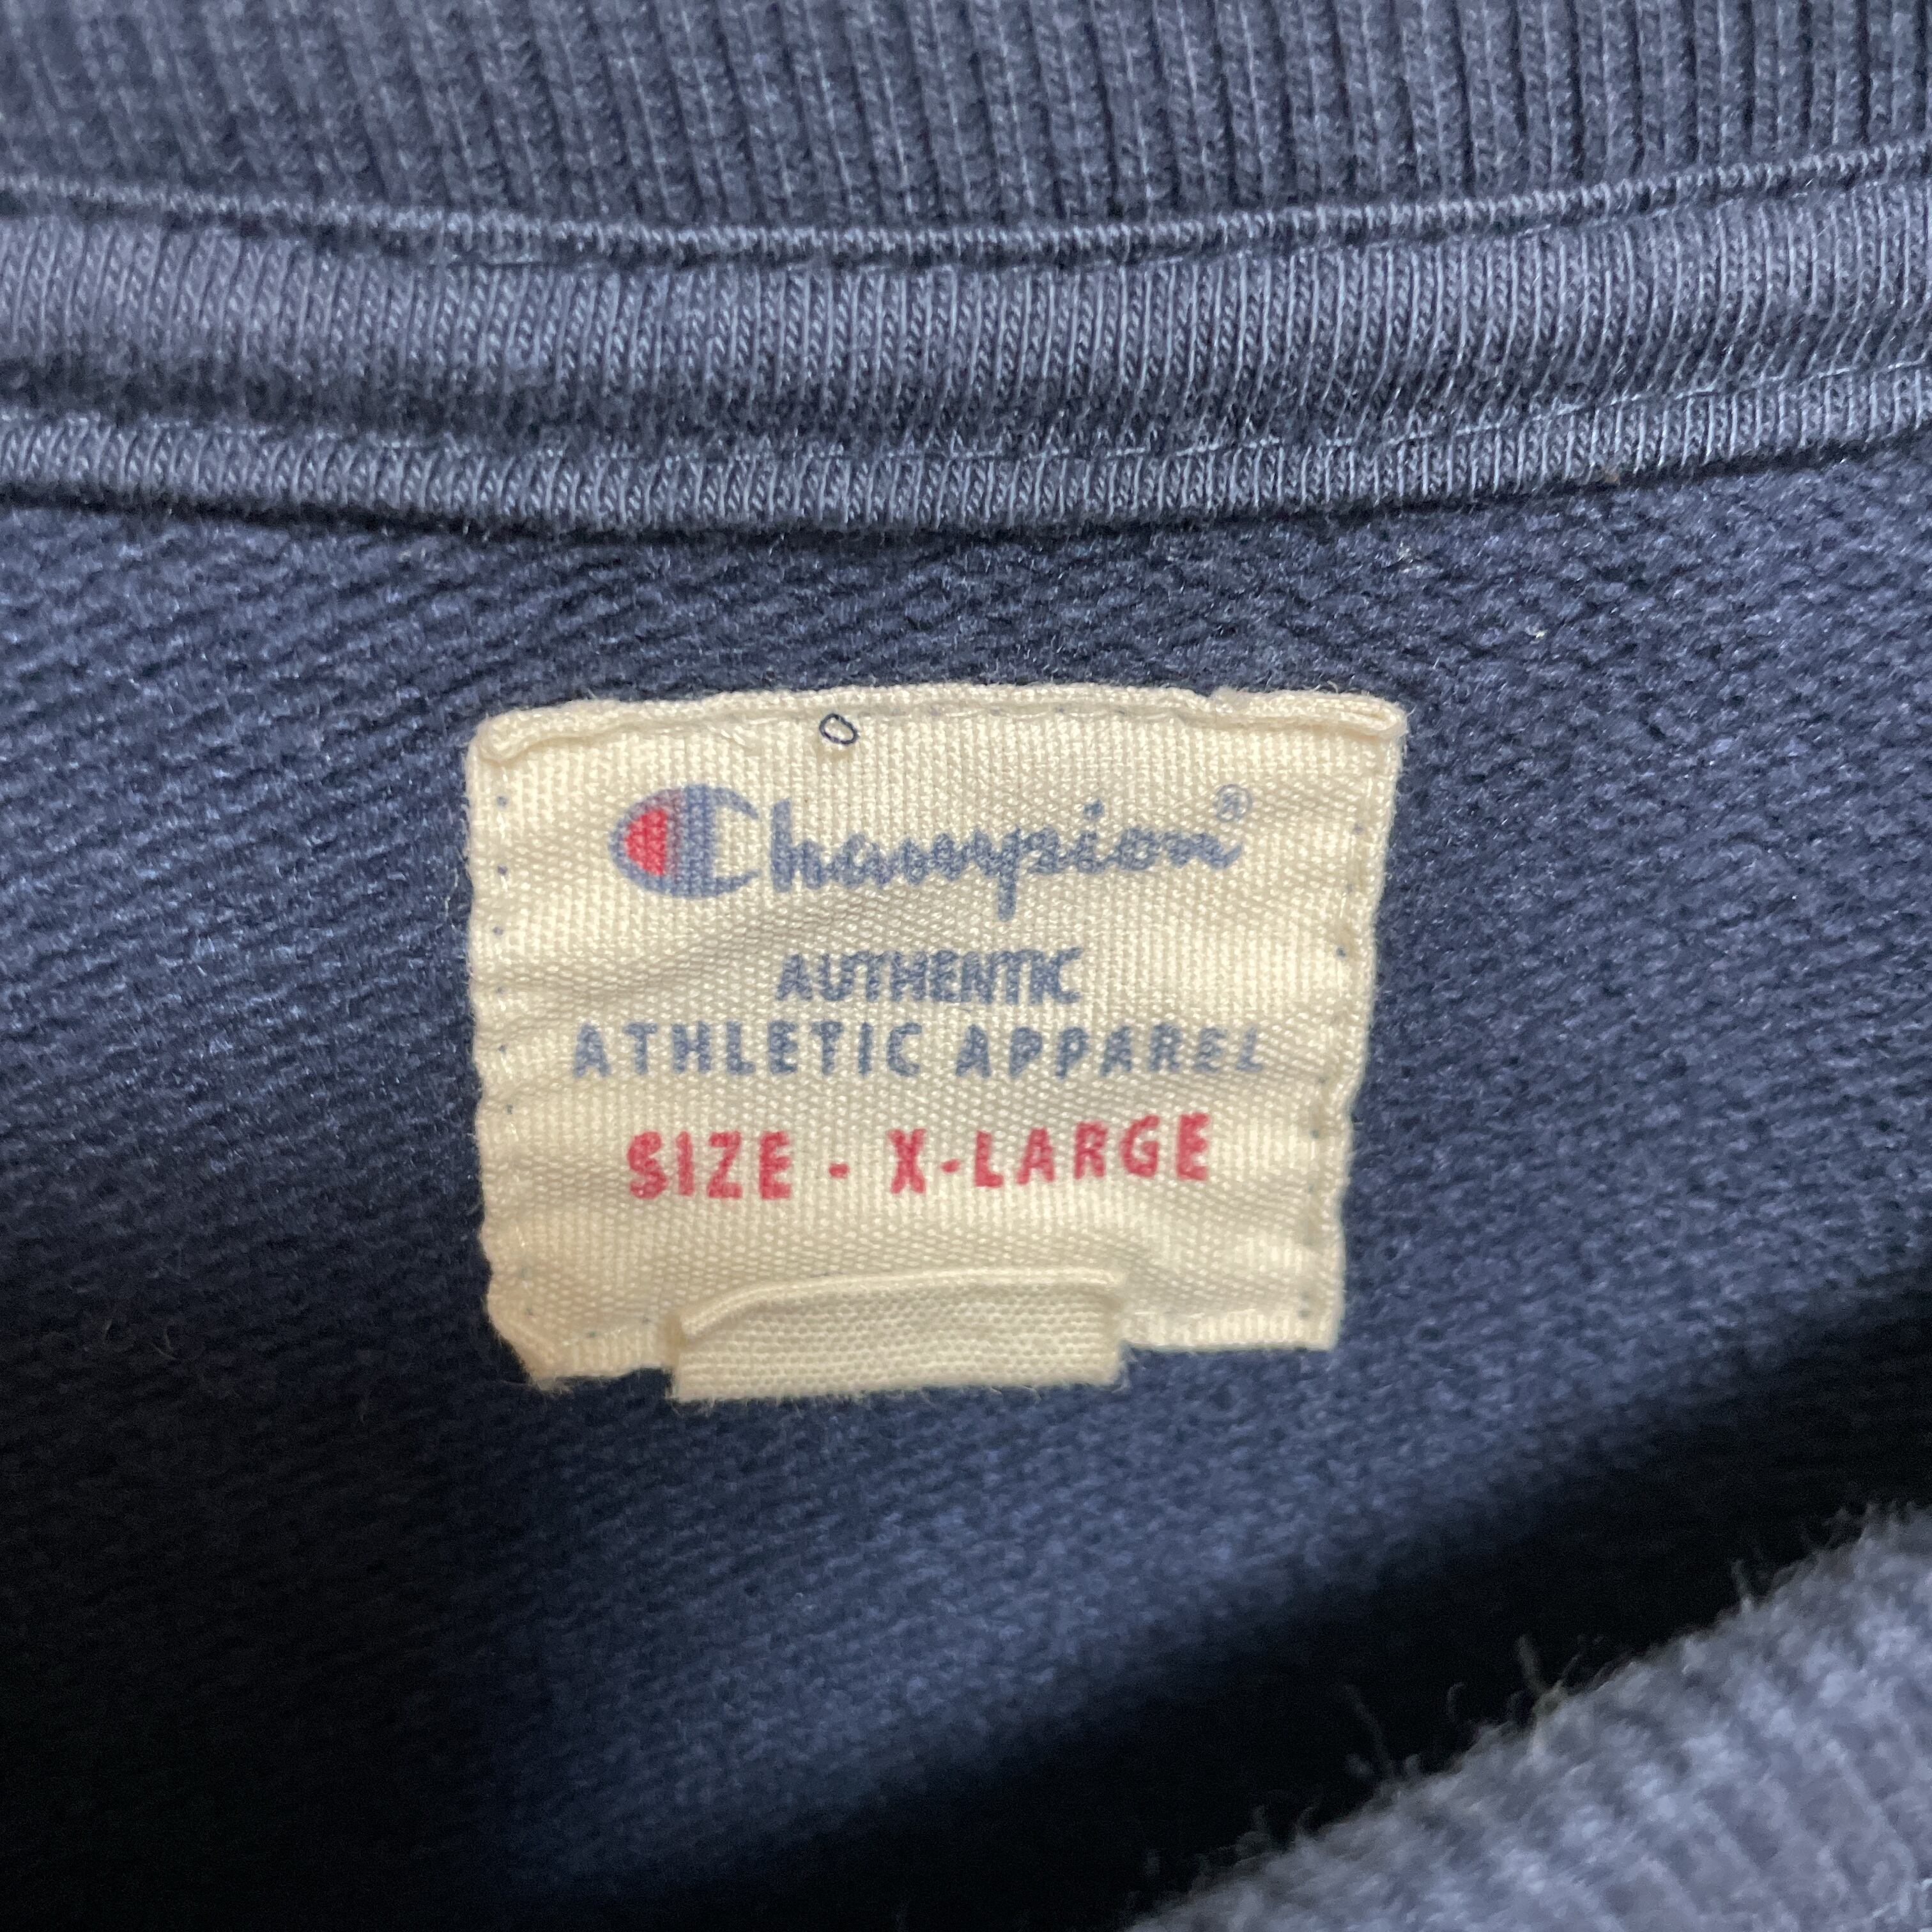 Champion®
AUTHENTIC
ATHLETIC APPAREL
SIZE - X-LARGE